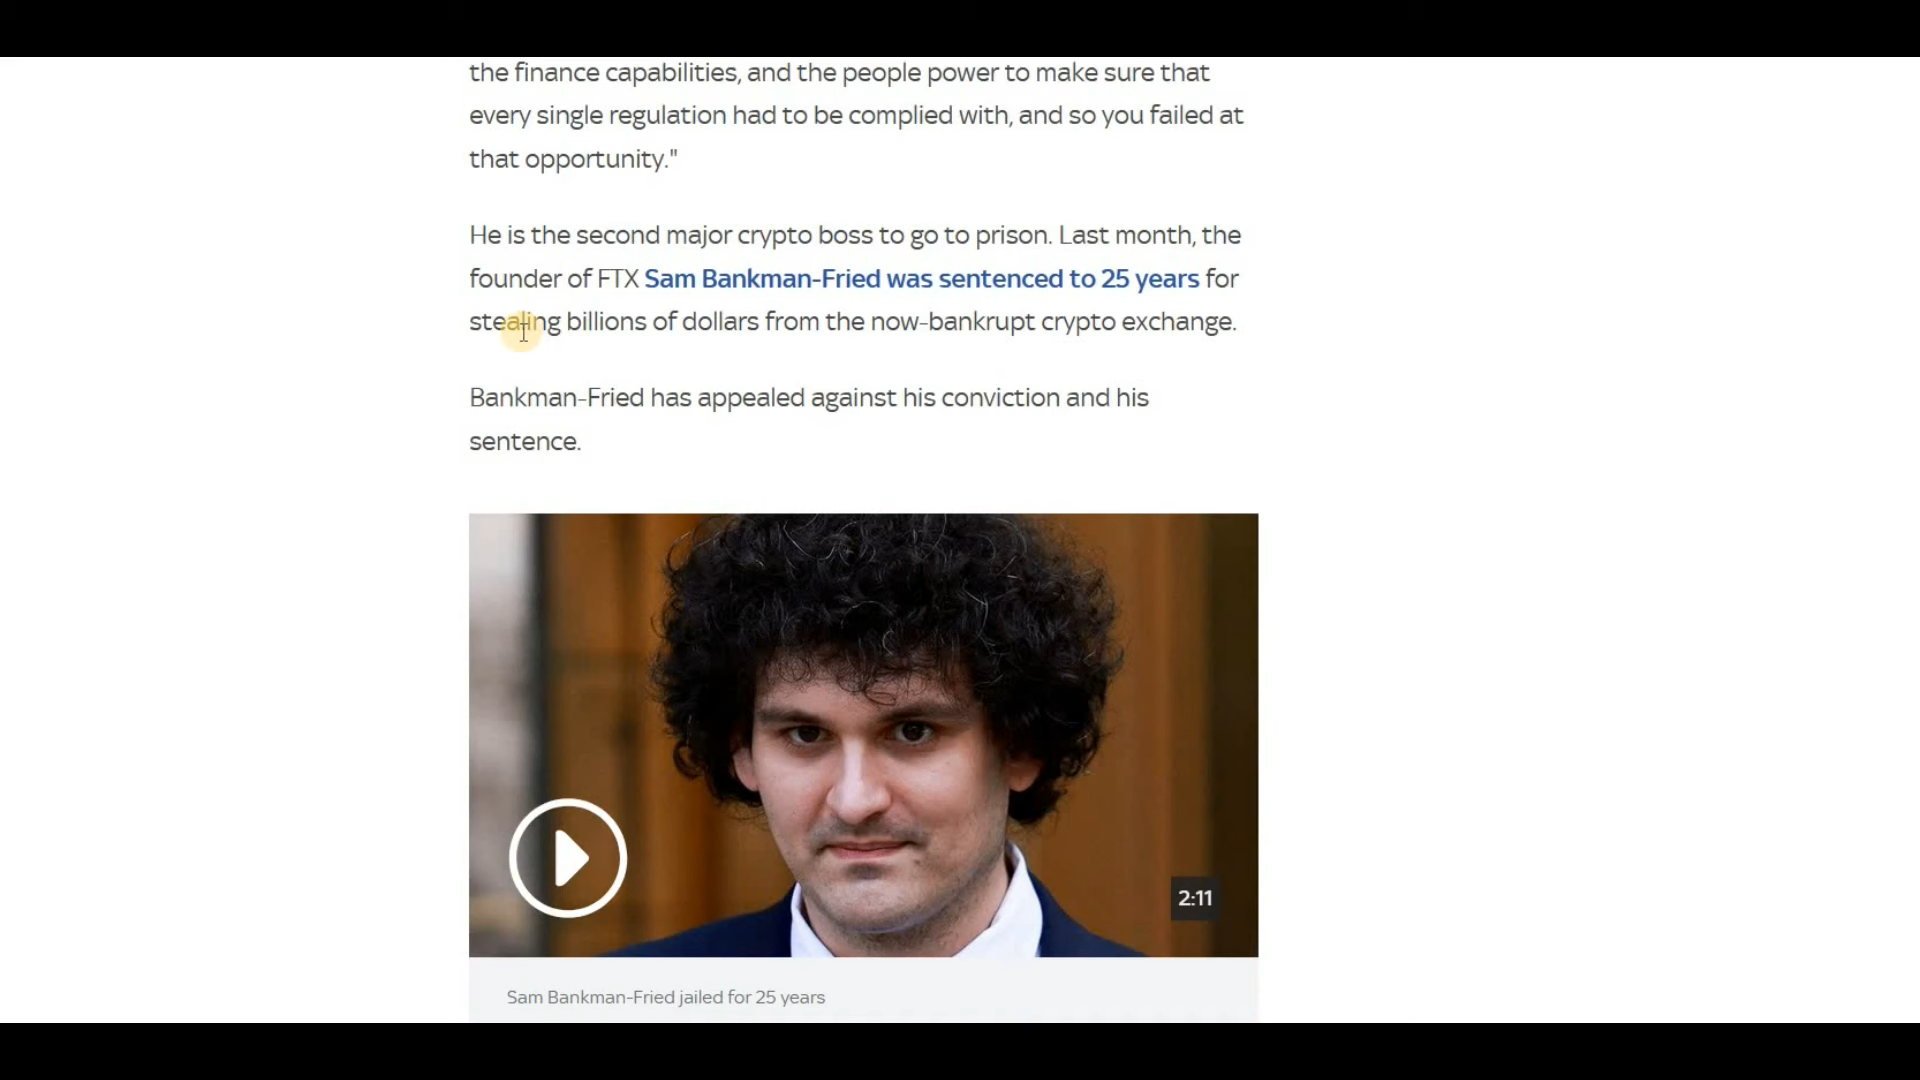 the finance capabilities, and the people power to make sure that
every single regulation had to be complied with, and so you failed at
that opportunity."
He is the second major crypto boss to go to prison. Last month, the
founder of FTX Sam Bankman-Fried was sentenced to 25 years for
stealing billions of dollars from the now-bankrupt crypto exchange.
Bankman-Fried has appealed against his conviction and his
sentence.
2:11
Sam Bankman-Fried jailed for 25 years